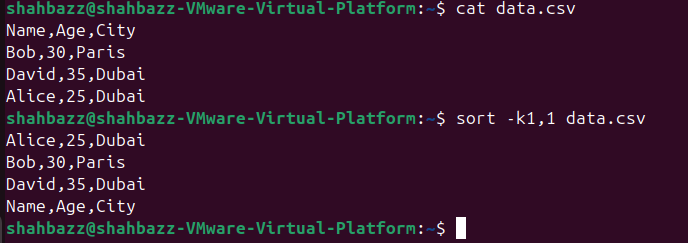 shahbazz@shahbazz-VMware-Virtual-Platform:~$ cat data.csv
Name,Age,City
Bob,30,Paris
David,35,Dubai
Alice,25,Dubai
shahbazz@shahbazz-VMware-Virtual-Platform:~$ sort -k1,1 data.csv
Alice,25,Dubai
Bob,30,Paris
David,35,Dubai
Name,Age,City
shahbazz@shahbazz-VMware-Virtual-Platform:~$